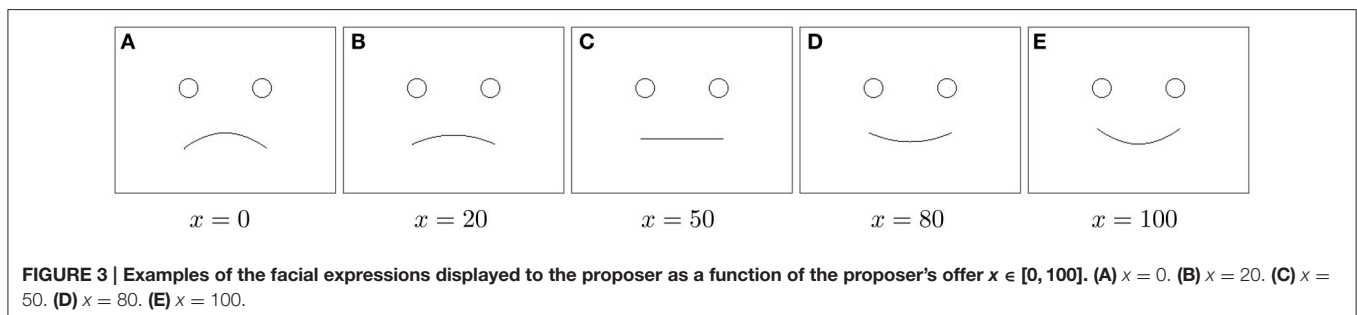 A B C D E
x = 0 x = 20 x = 50 x = 80 x = 100
FIGURE 3 | Examples of the facial expressions displayed to the proposer as a function of the proposer's offer x ∈ [0, 100]. (A) x = 0. (B) x = 20. (C) x =
50. (D) x = 80. (E) x = 100.